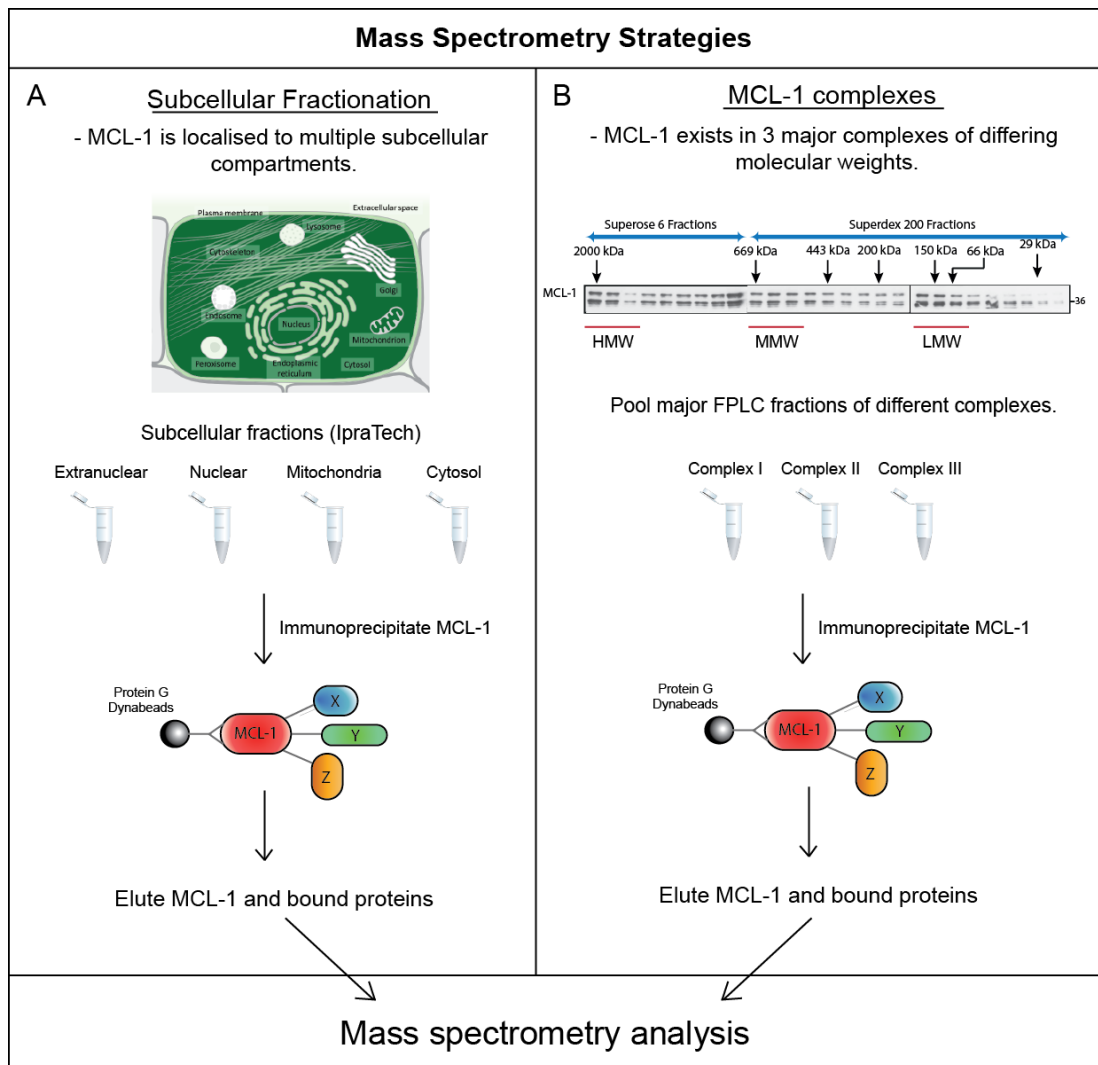 Mass Spectrometry Strategies
A
Subcellular Fractionation
- MCL-1 is localised to multiple subcellular
compartments.
Plasma membrane
Extracellular space
Lysosome
Cytoskeleton
Golgi
Endosome
Nucleus
Mitochondrion
Peroxisome
Endoplasmic
reticulum
Cytosol
Subcellular fractions (IpraTech)
Extranuclear
Nuclear
Mitochondria
Cytosol
Immunoprecipitate MCL-1
Protein G
Dynabeads
MCL-1
X
Y
Z
Elute MCL-1 and bound proteins
B
MCL-1 complexes
- MCL-1 exists in 3 major complexes of differing
molecular weights.
Superose 6 Fractions
Superdex 200 Fractions
2000 kDa
669 kDa
443 kDa
200 kDa
150 kDa
66 kDa
29 kDa
MCL-1
-36
HMW
MMW
LMW
Pool major FPLC fractions of different complexes.
Complex I
Complex II
Complex III
Immunoprecipitate MCL-1
Protein G
Dynabeads
MCL-1
X
Y
Z
Elute MCL-1 and bound proteins
Mass spectrometry analysis